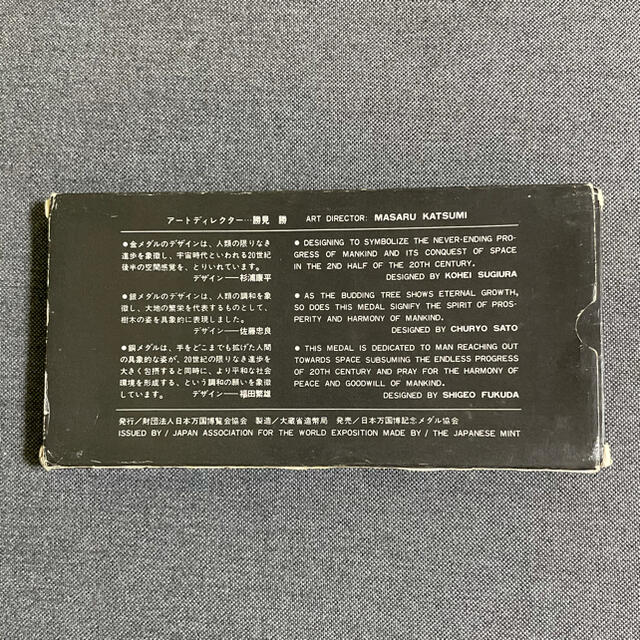 アートディレクター…勝見 勝 ART DIRECTOR: MASARU KATSUMI
●金メダルのデザインは、人類の限りなき
進歩を象徴し、宇宙時代といわれる20世紀
後半の空間感覚を、とりいれています。
デザイン──杉浦康平
● DESIGNING TO SYMBOLIZE THE NEVER-ENDING PRO-
GRESS OF MANKIND AND ITS CONQUEST OF SPACE
IN THE 2ND HALF OF THE 20TH CENTURY.
DESIGNED BY KOHEI SUGIURA
●銀メダルのデザインは、人類の調和を象
徴し、大地の繁栄を代表するものとして、
樹木の姿を具象的に表現しました。
デザイン──佐藤忠良
● AS THE BUDDING TREE SHOWS ETERNAL GROWTH,
SO DOES THIS MEDAL SIGNIFY THE SPIRIT OF PROS-
PERITY AND HARMONY OF MANKIND.
DESIGNED BY CHURYO SATO
●銅メダルは、手をどこまでも拡げた人間
の具象的な姿が、20世紀の限りなき進歩を
大きく包摂すると同時に、より平和な社会
環境を形成する、という調和の願いを象徴
しています。 デザイン──福田繁雄
● THIS MEDAL IS DEDICATED TO MAN REACHING OUT
TOWARDS SPACE SUBSUMING THE ENDLESS PROGRESS
OF 20TH CENTURY AND PRAY FOR THE HARMONY OF
PEACE AND GOODWILL OF MANKIND.
DESIGNED BY SHIGEO FUKUDA
発行／財団法人日本万国博覧会協会 製造／大蔵省造幣局 発売／日本万国博記念メダル協会
ISSUED BY / JAPAN ASSOCIATION FOR THE WORLD EXPOSITION MADE BY / THE JAPANESE MINT